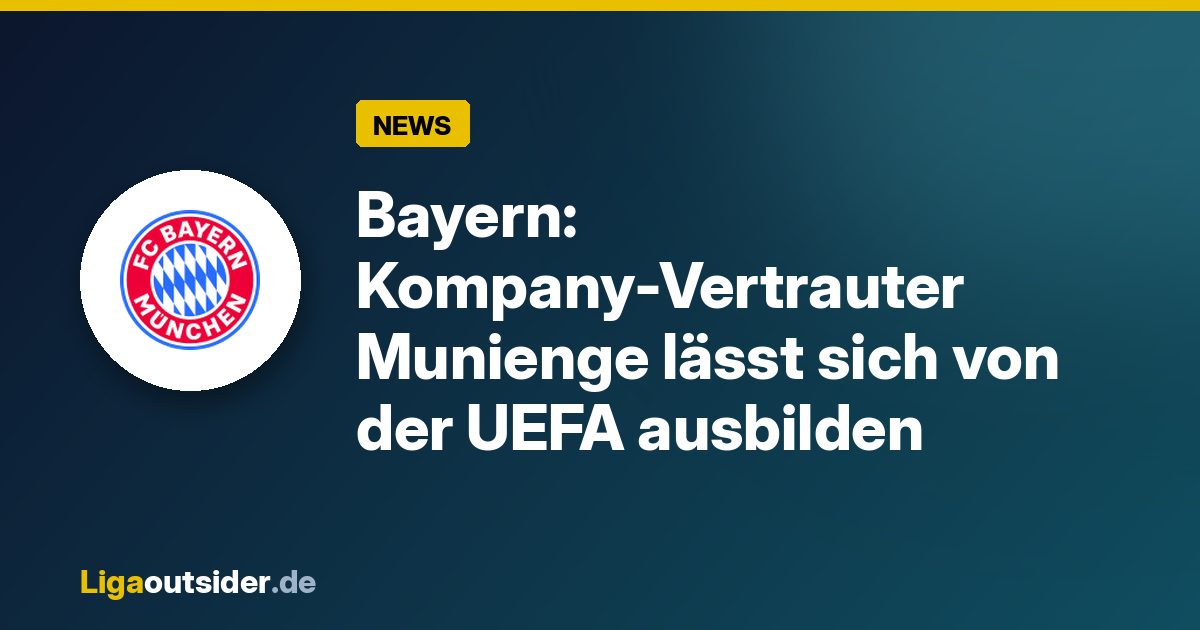 NEWS
FC BAYERN
MÜNCHEN
Bayern:
Kompany-Vertrauter
Munienge lässt sich von
der UEFA ausbilden
Ligaoutsider.de